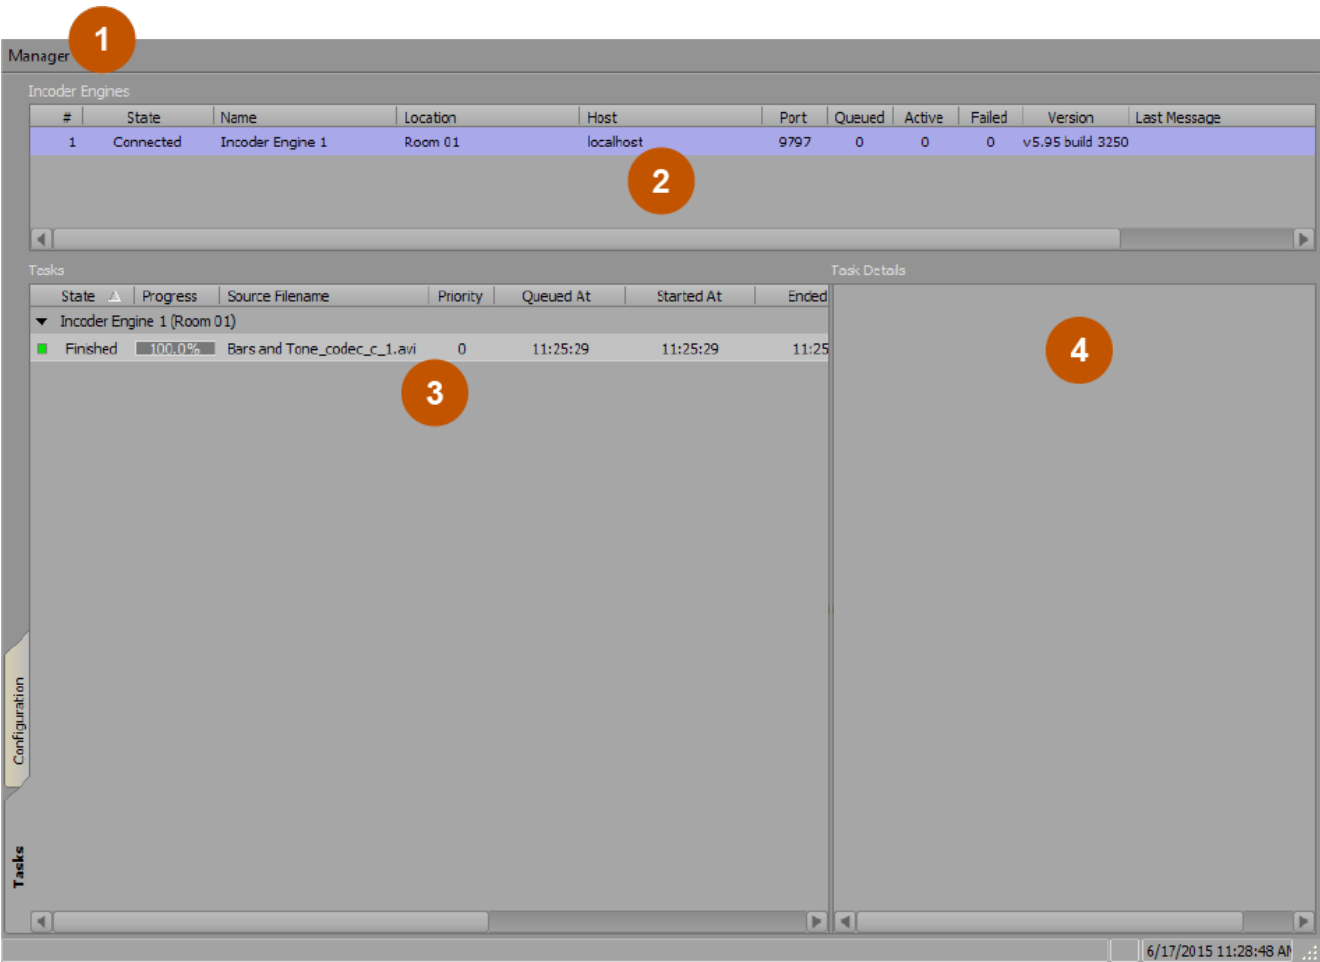 1
Manager
Incoder Engines
# State Name Location Host Port Queued Active Failed Version Last Message
1 Connected Incoder Engine 1 Room 01 localhost 9797 0 0 0 v5.95 build 3250
2
Tasks Task Details
State Progress Source Filename Priority Queued At Started At Ended
Incoder Engine 1 (Room 01)
Finished 100.0% Bars and Tone_codec_c_1.avi 0 11:25:29 11:25:29 11:25
3
4
Configuration
Tasks
6/17/2015 11:28:48 AM